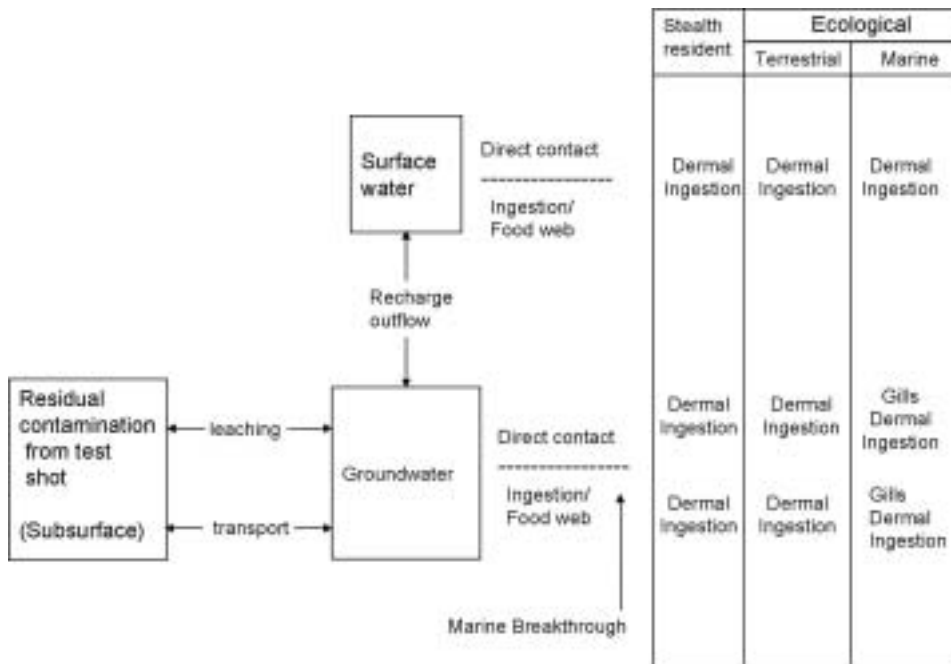 Stealth
resident
Ecological
Terrestrial
Marine
Surface
water
Direct contact
Ingestion/
Food web
Dermal
Ingestion
Dermal
Ingestion
Dermal
Ingestion
Recharge
outflow
Residual
contamination
from test
shot
(Subsurface)
leaching
transport
Groundwater
Direct contact
Ingestion/
Food web
Marine Breakthrough
Dermal
Ingestion
Dermal
Ingestion
Gills
Dermal
Ingestion
Dermal
Ingestion
Dermal
Ingestion
Gills
Dermal
Ingestion